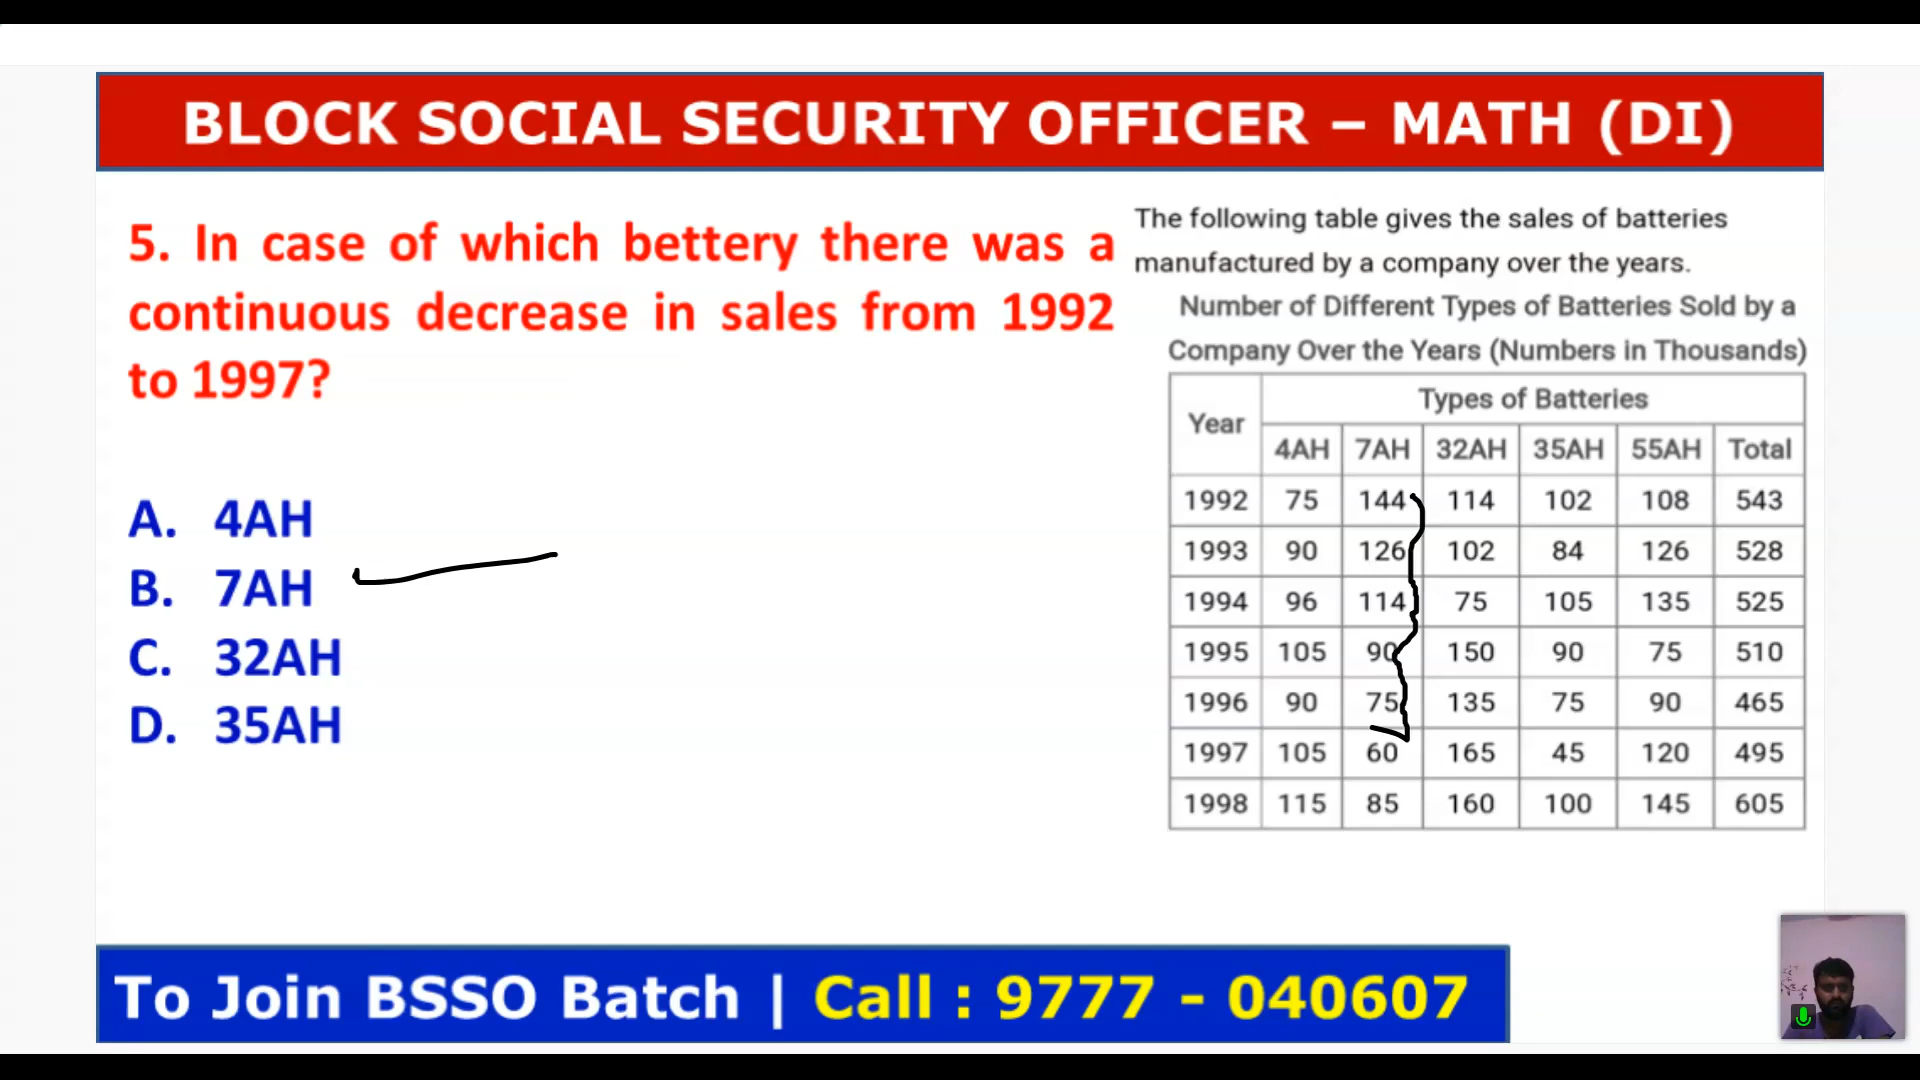 BLOCK SOCIAL SECURITY OFFICER – MATH (DI)
5. In case of which bettery there was a
continuous decrease in sales from 1992
to 1997?
A. 4AH
B. 7AH
C. 32AH
D. 35AH
The following table gives the sales of batteries
manufactured by a company over the years.
Number of Different Types of Batteries Sold by a
Company Over the Years (Numbers in Thousands)
Year Types of Batteries
4AH 7AH 32AH 35AH 55AH Total
1992 75 144 114 102 108 543
1993 90 126 102 84 126 528
1994 96 114 75 105 135 525
1995 105 90 150 90 75 510
1996 90 75 135 75 90 465
1997 105 60 165 45 120 495
1998 115 85 160 100 145 605
To Join BSSO Batch | Call : 9777 - 040607